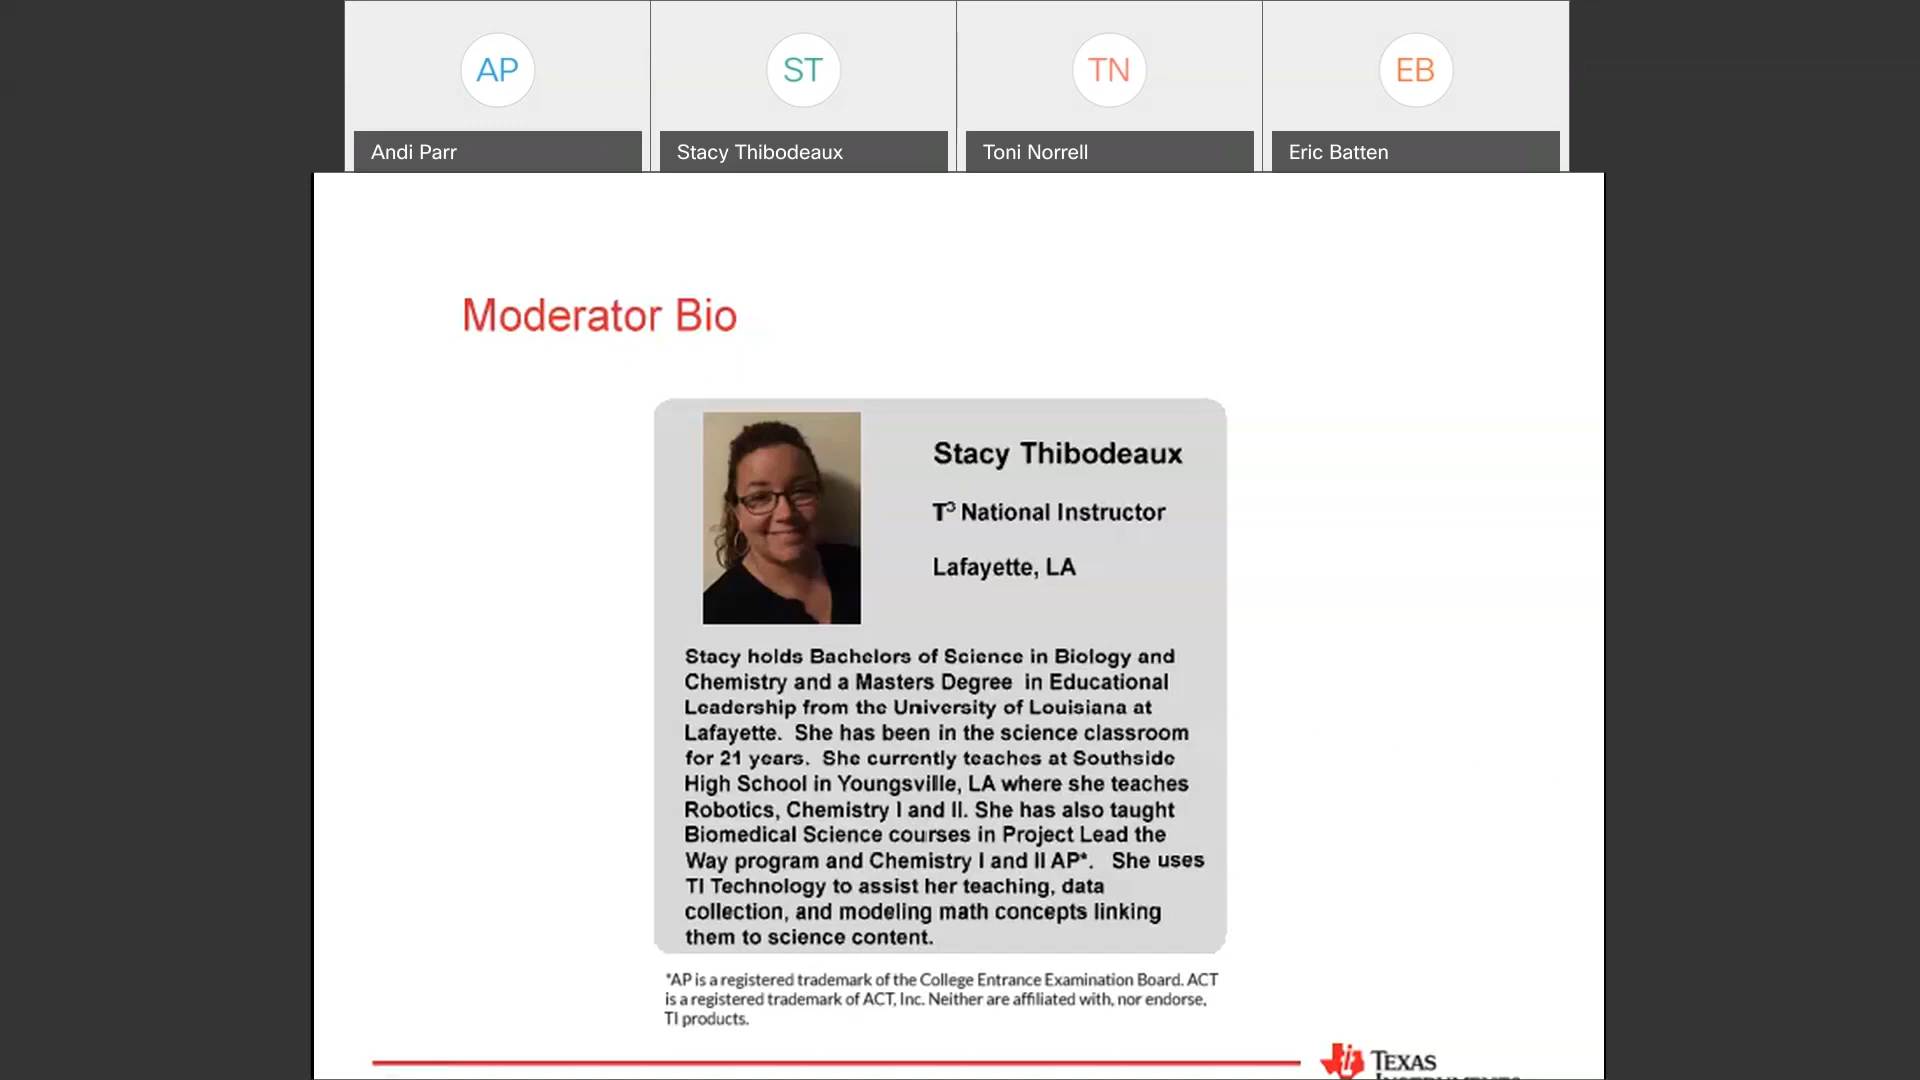 AP
ST
TN
EB
Andi Parr
Stacy Thibodeaux
Toni Norrell
Eric Batten
Moderator Bio
Stacy Thibodeaux
T³ National Instructor
Lafayette, LA
Stacy holds Bachelors of Science in Biology and
Chemistry and a Masters Degree in Educational
Leadership from the University of Louisiana at
Lafayette. She has been in the science classroom
for 21 years. She currently teaches at Southside
High School in Youngsville, LA where she teaches
Robotics, Chemistry I and II. She has also taught
Biomedical Science courses in Project Lead the
Way program and Chemistry I and II AP*. She uses
TI Technology to assist her teaching, data
collection, and modeling math concepts linking
them to science content.
*AP is a registered trademark of the College Entrance Examination Board. ACT
is a registered trademark of ACT, Inc. Neither are affiliated with, nor endorse,
TI products.
TEXAS